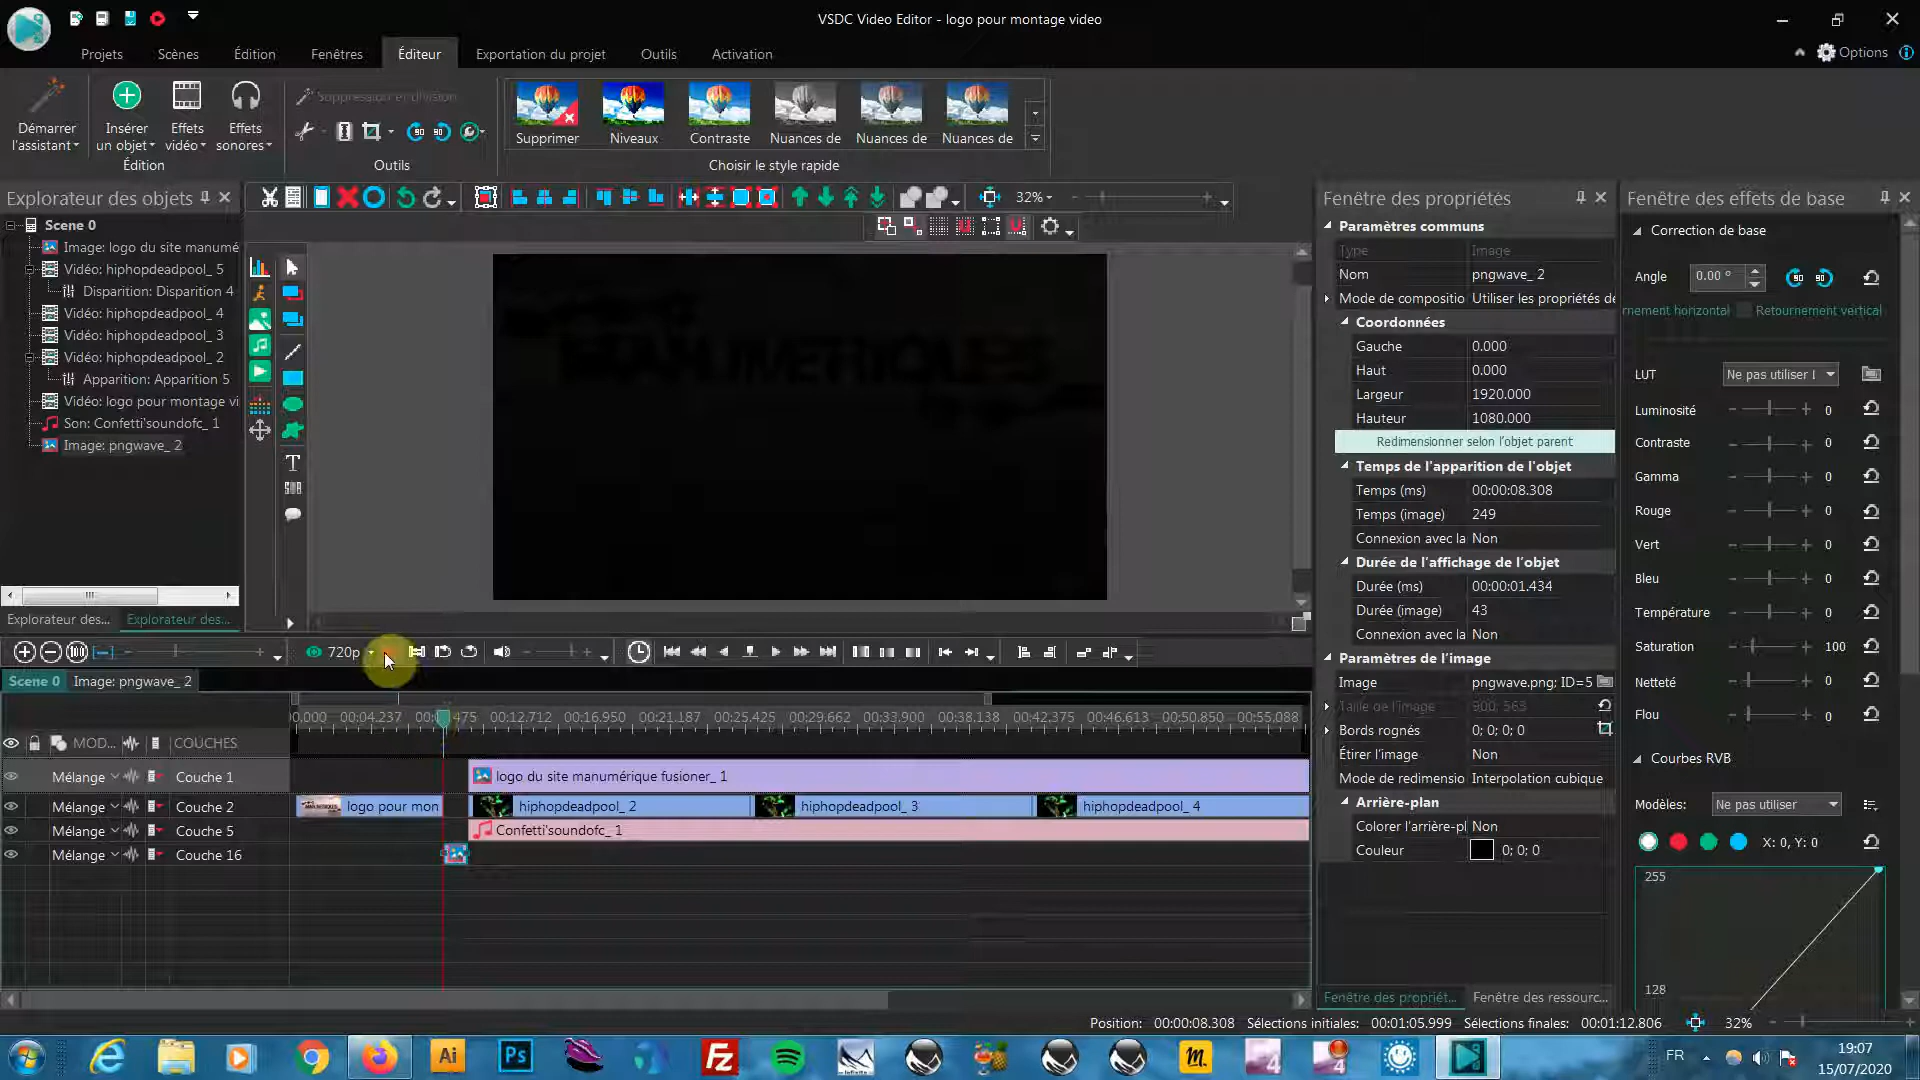 VSDC Video Editor - logo pour montage video
Projets
Scènes
Édition
Fenêtres
Éditeur
Exportation du projet
Outils
Activation
Options
Démarrer l'assistant
Insérer un objet
Effets vidéo
Effets sonores
Édition
Suppression et division
Outils
Supprimer
Niveaux
Contraste
Nuances de
Nuances de
Nuances de
Choisir le style rapide
Explorateur des objets
Scene 0
Image: logo du site manumé
Vidéo: hiphopdeadpool_ 5
Disparition: Disparition 4
Vidéo: hiphopdeadpool_ 4
Vidéo: hiphopdeadpool_ 3
Vidéo: hiphopdeadpool_ 2
Apparition: Apparition 5
Vidéo: logo pour montage vi
Son: Confetti'soundofc_ 1
Image: pngwave_ 2
Explorateur des...
Explorateur des...
32%
MANUMERIQUES
Fenêtre des propriétés
Paramètres communs
Type Image
Nom pngwave_ 2
Mode de compositio Utiliser les propriétés de
Coordonnées
Gauche 0.000
Haut 0.000
Largeur 1920.000
Hauteur 1080.000
Redimensionner selon l'objet parent
Temps de l'apparition de l'objet
Temps (ms) 00:00:08.308
Temps (image) 249
Connexion avec la Non
Durée de l'affichage de l'objet
Durée (ms) 00:00:01.434
Durée (image) 43
Connexion avec la Non
Paramètres de l'image
Image pngwave.png; ID=5
Taille de l'image 900; 563
Bords rognés 0; 0; 0; 0
Étirer l'image Non
Mode de redimensio Interpolation cubique
Arrière-plan
Colorer l'arrière-pl Non
Couleur 0; 0; 0
Fenêtre des propriét...
Fenêtre des ressourc...
Fenêtre des effets de base
Correction de base
Angle 0.00 °
rnement horizontal Retournement vertical
LUT Ne pas utiliser l
Luminosité 0
Contraste 0
Gamma 0
Rouge 0
Vert 0
Bleu 0
Température 0
Saturation 100
Netteté 0
Flou 0
Courbes RVB
Modèles: Ne pas utiliser
X: 0, Y: 0
255
128
720p
Scene 0
Image: pngwave_ 2
00:04.237
475
00:12.712
00:16.950
00:21.187
00:25.425
00:29.662
00:33.900
00:38.138
00:42.375
00:46.613
00:50.850
00:55.088
MOD... COUCHES
Mélange Couche 1
logo du site manumérique fusioner_ 1
Mélange Couche 2
logo pour mon
hiphopdeadpool_ 2
hiphopdeadpool_ 3
hiphopdeadpool_ 4
Mélange Couche 5
Confetti'soundofc_ 1
Mélange Couche 16
Position: 00:00:08.308 Sélections initiales: 00:01:05.999 Sélections finales: 00:01:12.806 32%
Ai
Ps
FZ
m.
4
4
FR
19:07
15/07/2020